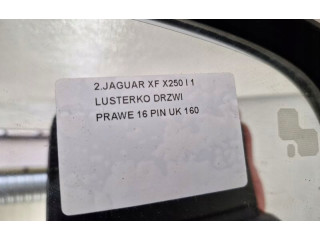 2.JAGUAR XF X250 I 1
LUSTERKO DRZWI
PRAWE 16 PIN UK 160